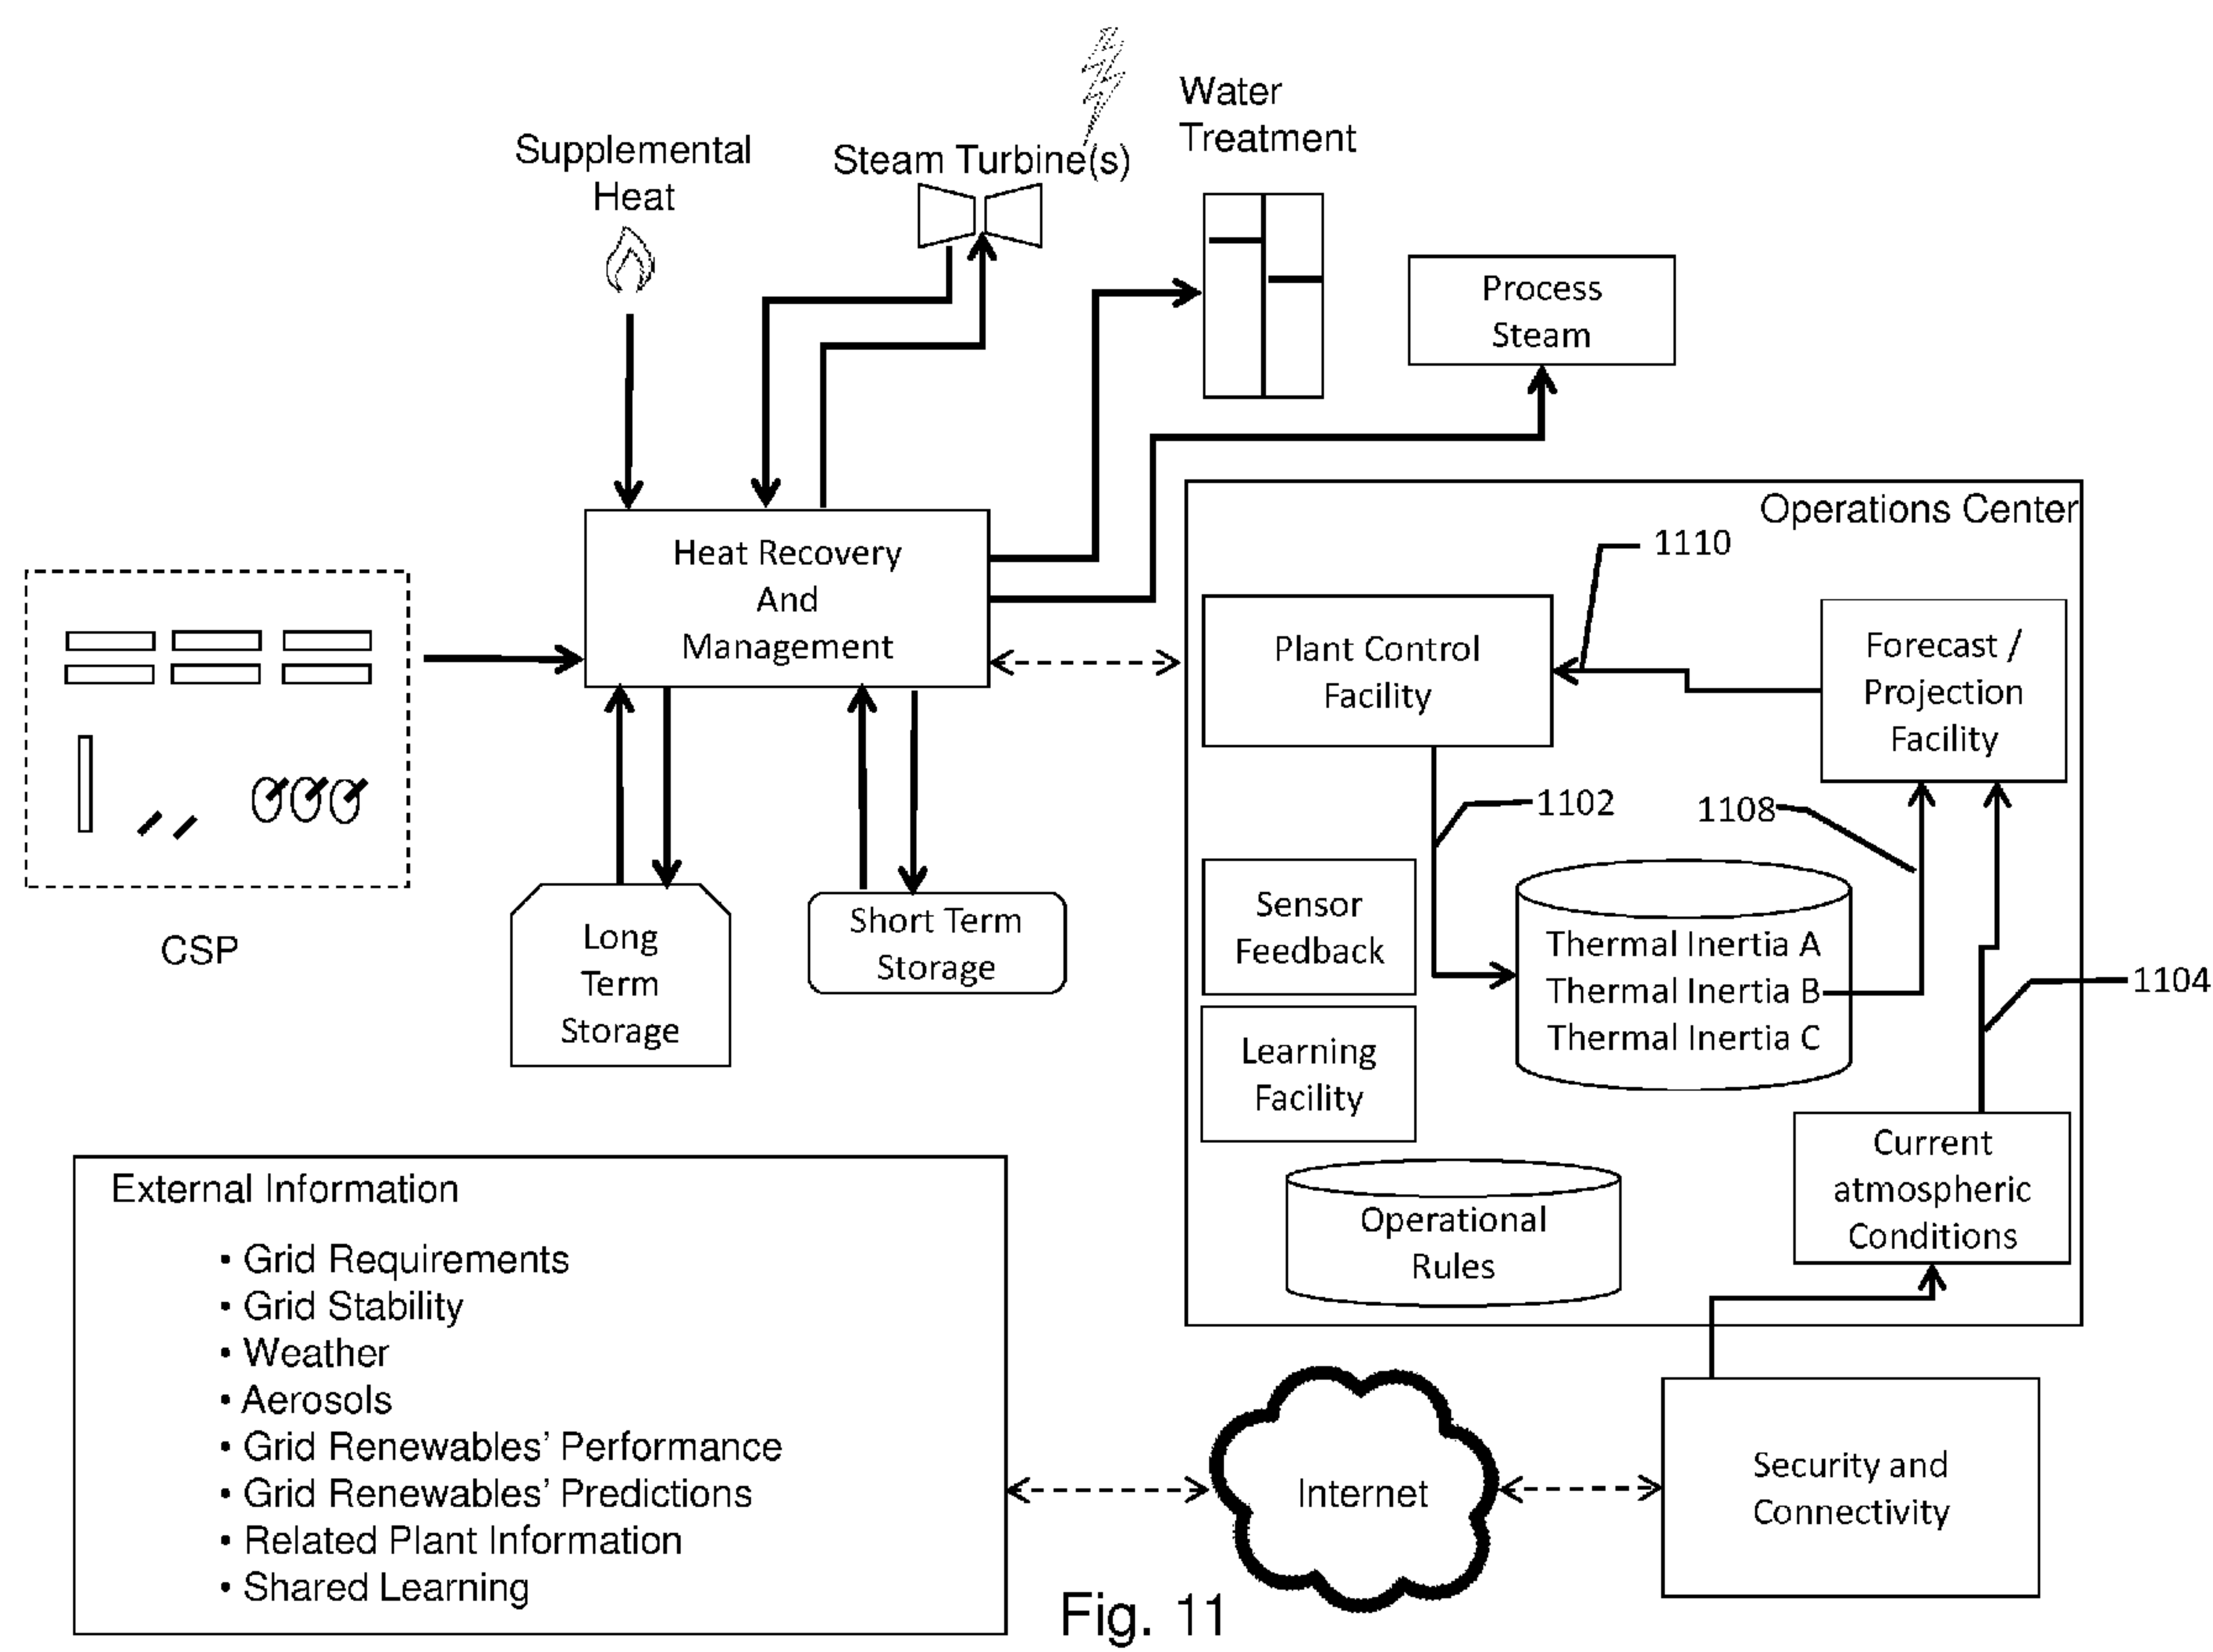 Water
Treatment
Supplemental
Heat
Steam Turbine(s)
Process
Steam
Operations Center
1110
Heat Recovery
And
Management
Plant Control
Facility
Forecast /
Projection
Facility
1102
1108
CSP
Long
Term
Storage
Short Term
Storage
Sensor
Feedback
Thermal Inertia A
Thermal Inertia B
Thermal Inertia C
1104
Learning
Facility
Current
atmospheric
Conditions
Operational
Rules
External Information
• Grid Requirements
• Grid Stability
• Weather
• Aerosols
• Grid Renewables’ Performance
• Grid Renewables’ Predictions
• Related Plant Information
• Shared Learning
Internet
Security and
Connectivity
Fig. 11